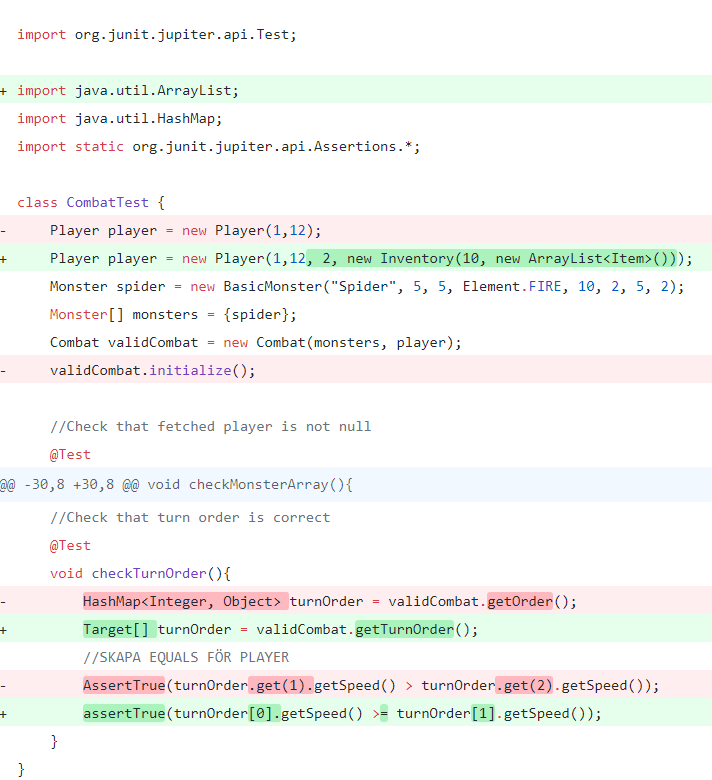 import org.junit.jupiter.api.Test;
+ import java.util.ArrayList;
import java.util.HashMap;
import static org.junit.jupiter.api.Assertions.*;
class CombatTest {
- Player player = new Player(1,12);
+ Player player = new Player(1,12, 2, new Inventory(10, new ArrayList<Item>()));
Monster spider = new BasicMonster("Spider", 5, 5, Element.FIRE, 10, 2, 5, 2);
Monster[] monsters = {spider};
Combat validCombat = new Combat(monsters, player);
- validCombat.initialize();
//Check that fetched player is not null
@Test
@@ -30,8 +30,8 @@ void checkMonsterArray(){
//Check that turn order is correct
@Test
void checkTurnOrder(){
- HashMap<Integer, Object> turnOrder = validCombat.getOrder();
+ Target[] turnOrder = validCombat.getTurnOrder();
//SKAPA EQUALS FÖR PLAYER
- AssertTrue(turnOrder.get(1).getSpeed() > turnOrder.get(2).getSpeed());
+ assertTrue(turnOrder[0].getSpeed() >= turnOrder[1].getSpeed());
}
}